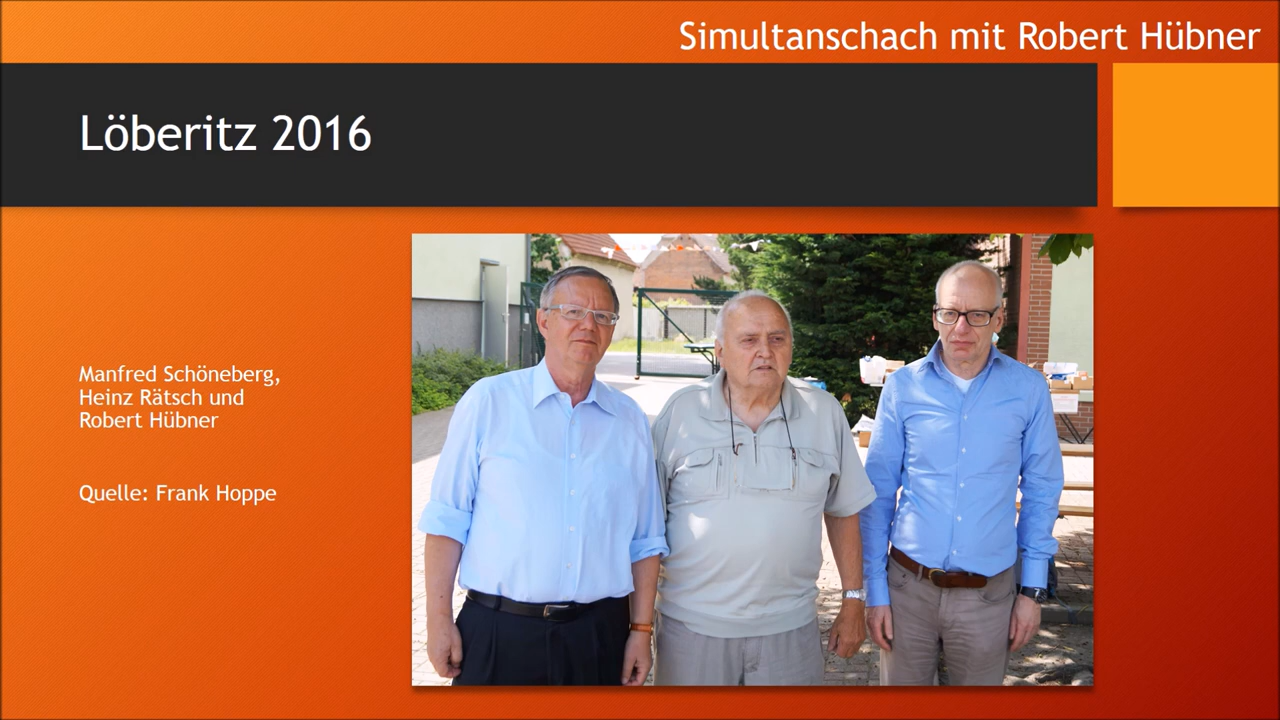 Simultanschach mit Robert Hübner
Löberitz 2016
Manfred Schöneberg,
Heinz Rätsch und
Robert Hübner
Quelle: Frank Hoppe